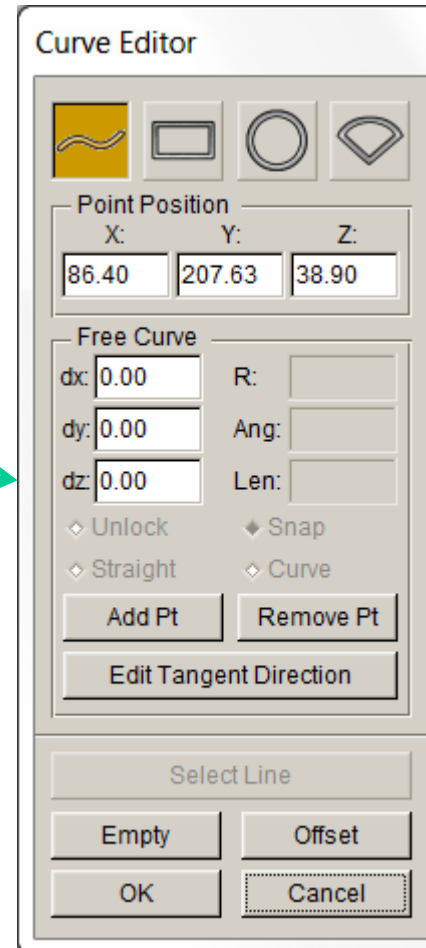 Curve Editor
Point Position
X: Y: Z:
86.40 207.63 38.90
Free Curve
dx: 0.00 R:
dy: 0.00 Ang:
dz: 0.00 Len:
Unlock Snap
Straight Curve
Add Pt Remove Pt
Edit Tangent Direction
Select Line
Empty Offset
OK Cancel